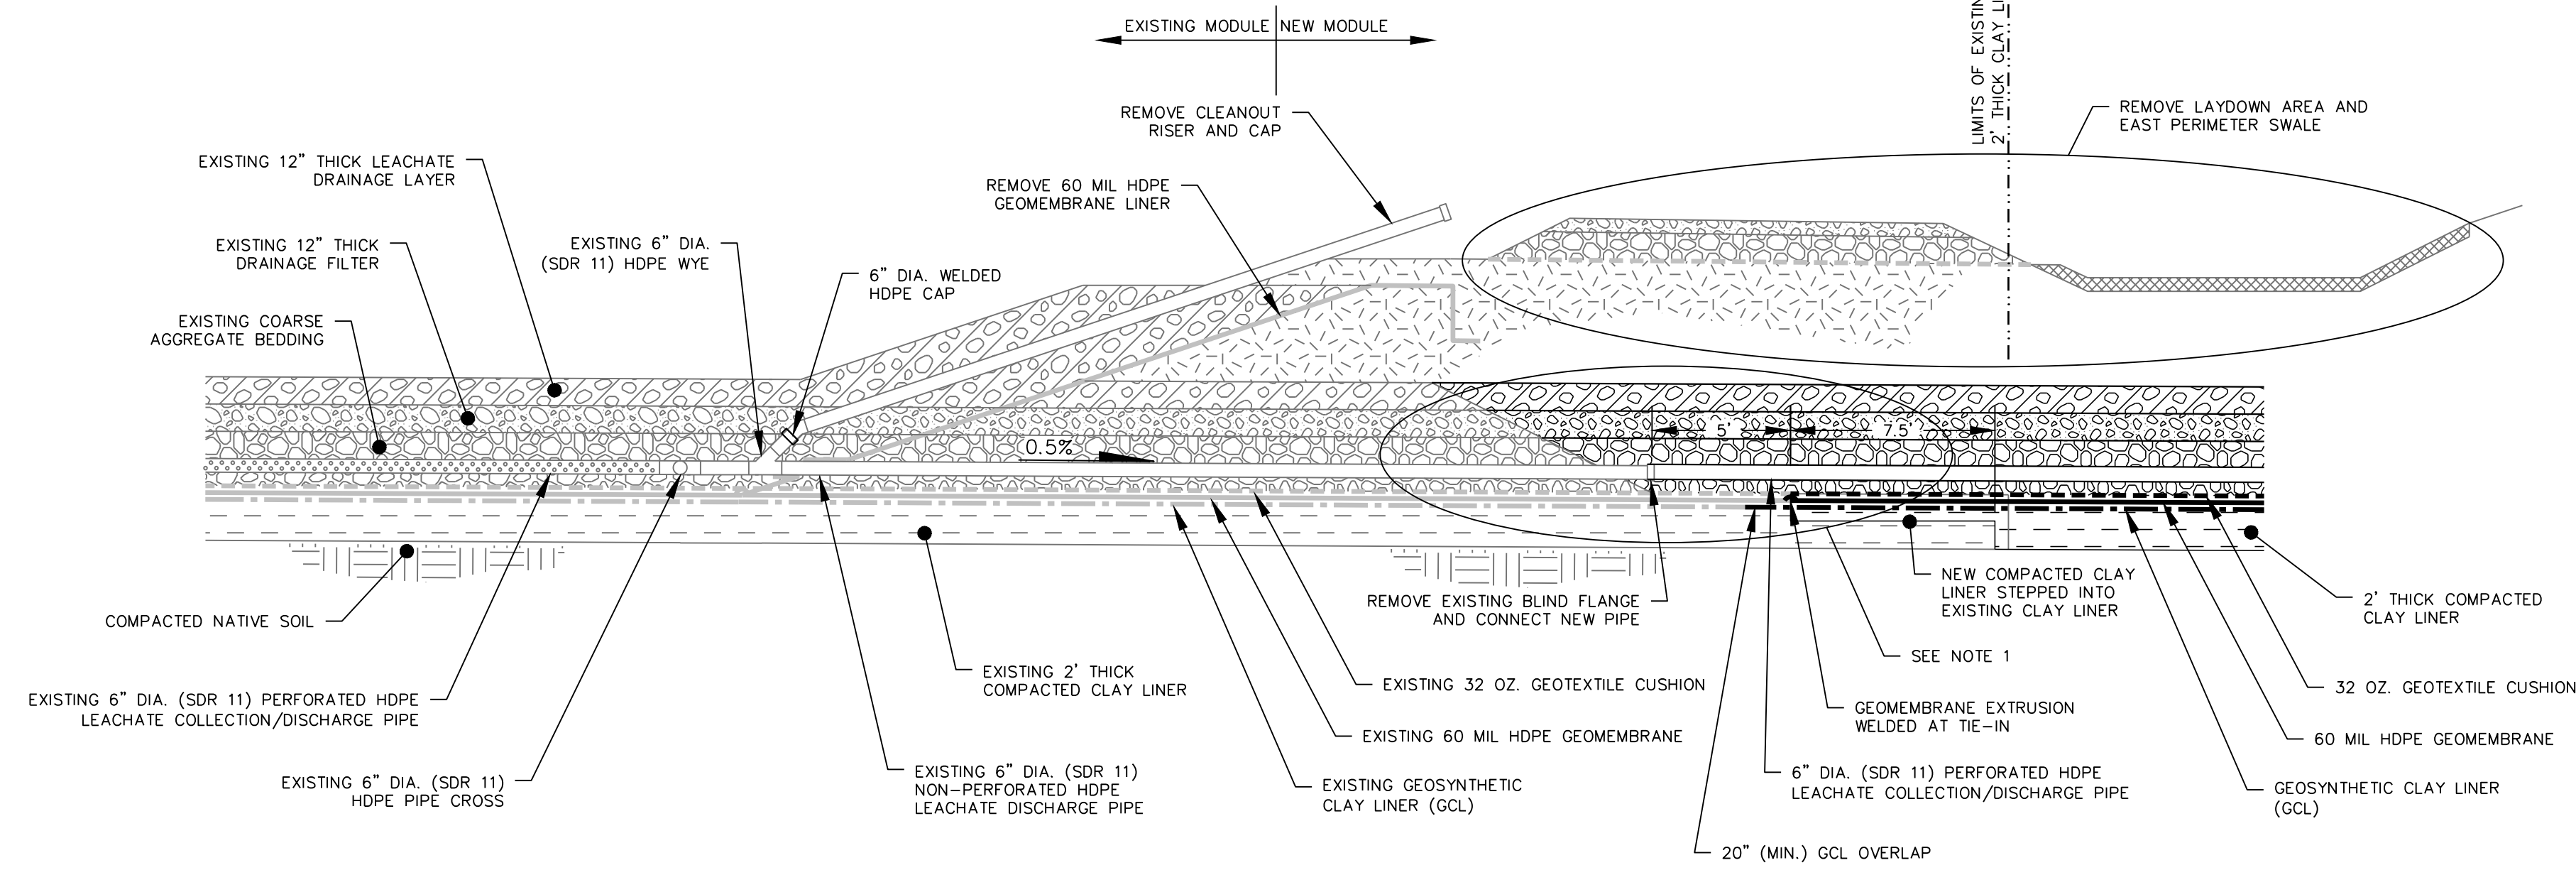 EXISTING MODULE NEW MODULE
LIMITS OF EXISTIN
2' THICK CLAY LI
REMOVE CLEANOUT
RISER AND CAP
REMOVE LAYDOWN AREA AND
EAST PERIMETER SWALE
EXISTING 12" THICK LEACHATE
DRAINAGE LAYER
REMOVE 60 MIL HDPE
GEOMEMBRANE LINER
EXISTING 12" THICK
DRAINAGE FILTER
EXISTING 6" DIA.
(SDR 11) HDPE WYE
6" DIA. WELDED
HDPE CAP
EXISTING COARSE
AGGREGATE BEDDING
0.5%
5'
7.5'
COMPACTED NATIVE SOIL
REMOVE EXISTING BLIND FLANGE
AND CONNECT NEW PIPE
NEW COMPACTED CLAY
LINER STEPPED INTO
EXISTING CLAY LINER
2' THICK COMPACTED
CLAY LINER
SEE NOTE 1
EXISTING 2' THICK
COMPACTED CLAY LINER
EXISTING 32 OZ. GEOTEXTILE CUSHION
32 OZ. GEOTEXTILE CUSHION
EXISTING 6" DIA. (SDR 11) PERFORATED HDPE
LEACHATE COLLECTION/DISCHARGE PIPE
GEOMEMBRANE EXTRUSION
WELDED AT TIE-IN
EXISTING 60 MIL HDPE GEOMEMBRANE
60 MIL HDPE GEOMEMBRANE
EXISTING 6" DIA. (SDR 11)
HDPE PIPE CROSS
EXISTING 6" DIA. (SDR 11)
NON-PERFORATED HDPE
LEACHATE DISCHARGE PIPE
EXISTING GEOSYNTHETIC
CLAY LINER (GCL)
6" DIA. (SDR 11) PERFORATED HDPE
LEACHATE COLLECTION/DISCHARGE PIPE
GEOSYNTHETIC CLAY LINER
(GCL)
20" (MIN.) GCL OVERLAP